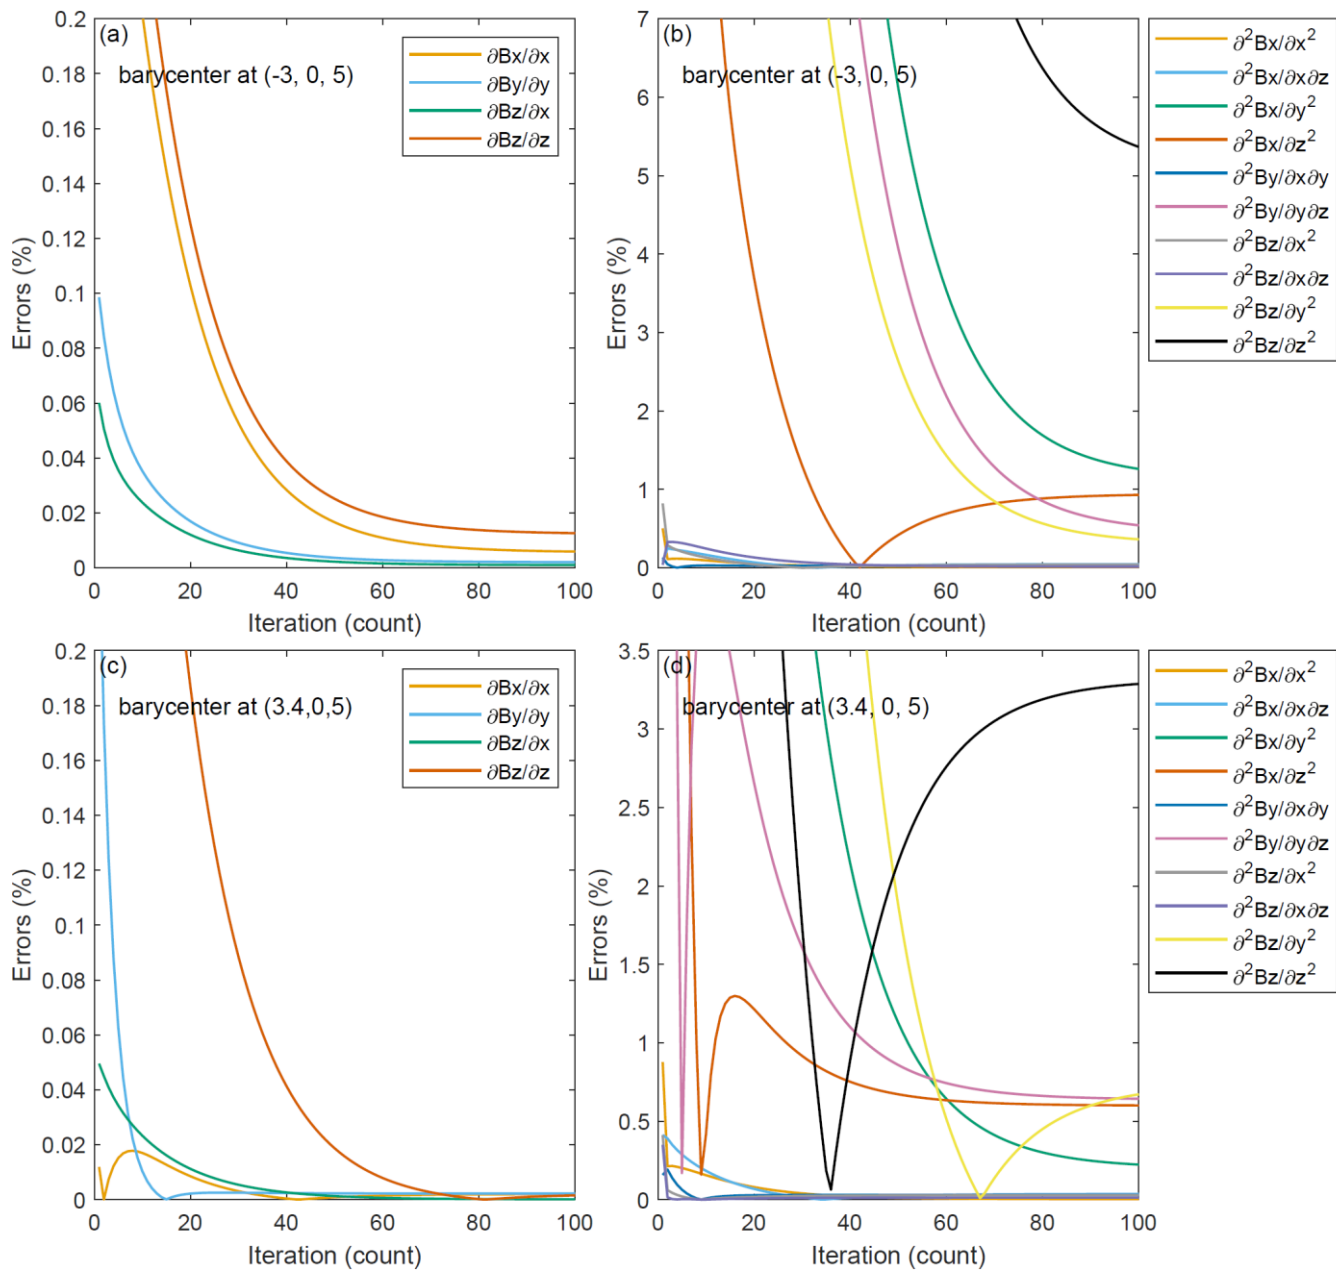 (a)
barycenter at (-3, 0, 5)
∂Bx/∂x
∂By/∂y
∂Bz/∂x
∂Bz/∂z
Errors (%)
0.2
0.18
0.16
0.14
0.12
0.1
0.08
0.06
0.04
0.02
0
0 20 40 60 80 100
Iteration (count)
(b)
barycenter at (-3, 0, 5)
Errors (%)
7
6
5
4
3
2
1
0
0 20 40 60 80 100
Iteration (count)
∂²Bx/∂x²
∂²Bx/∂x∂z
∂²Bx/∂y²
∂²Bx/∂z²
∂²By/∂x∂y
∂²By/∂y∂z
∂²Bz/∂x²
∂²Bz/∂x∂z
∂²Bz/∂y²
∂²Bz/∂z²
(c)
barycenter at (3.4,0,5)
∂Bx/∂x
∂By/∂y
∂Bz/∂x
∂Bz/∂z
Errors (%)
0.2
0.18
0.16
0.14
0.12
0.1
0.08
0.06
0.04
0.02
0
0 20 40 60 80 100
Iteration (count)
(d)
barycenter at (3.4, 0, 5)
Errors (%)
3.5
3
2.5
2
1.5
1
0.5
0
0 20 40 60 80 100
Iteration (count)
∂²Bx/∂x²
∂²Bx/∂x∂z
∂²Bx/∂y²
∂²Bx/∂z²
∂²By/∂x∂y
∂²By/∂y∂z
∂²Bz/∂x²
∂²Bz/∂x∂z
∂²Bz/∂y²
∂²Bz/∂z²